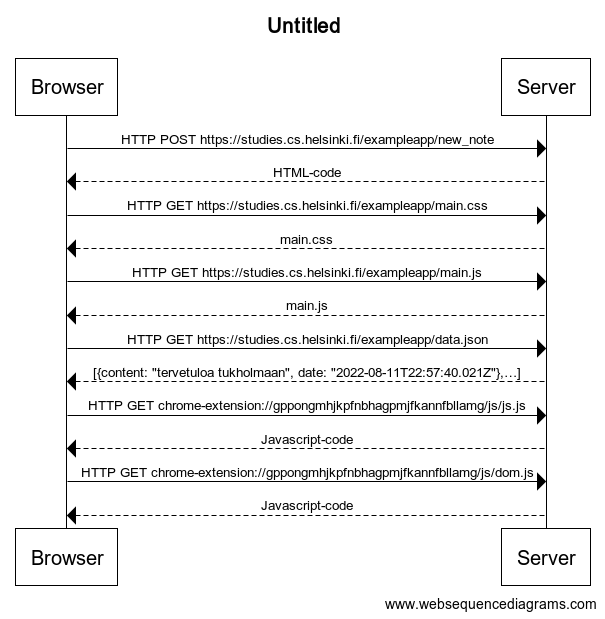 Untitled
Browser
Server
HTTP POST https://studies.cs.helsinki.fi/exampleapp/new_note
HTML-code
HTTP GET https://studies.cs.helsinki.fi/exampleapp/main.css
main.css
HTTP GET https://studies.cs.helsinki.fi/exampleapp/main.js
main.js
HTTP GET https://studies.cs.helsinki.fi/exampleapp/data.json
[{content: "tervetuloa tukholmaan", date: "2022-08-11T22:57:40.021Z"},…]
HTTP GET chrome-extension://gppongmhjkpfnbhagpmjfkannfbllamg/js/js.js
Javascript-code
HTTP GET chrome-extension://gppongmhjkpfnbhagpmjfkannfbllamg/js/dom.js
Javascript-code
Browser
Server
www.websequencediagrams.com